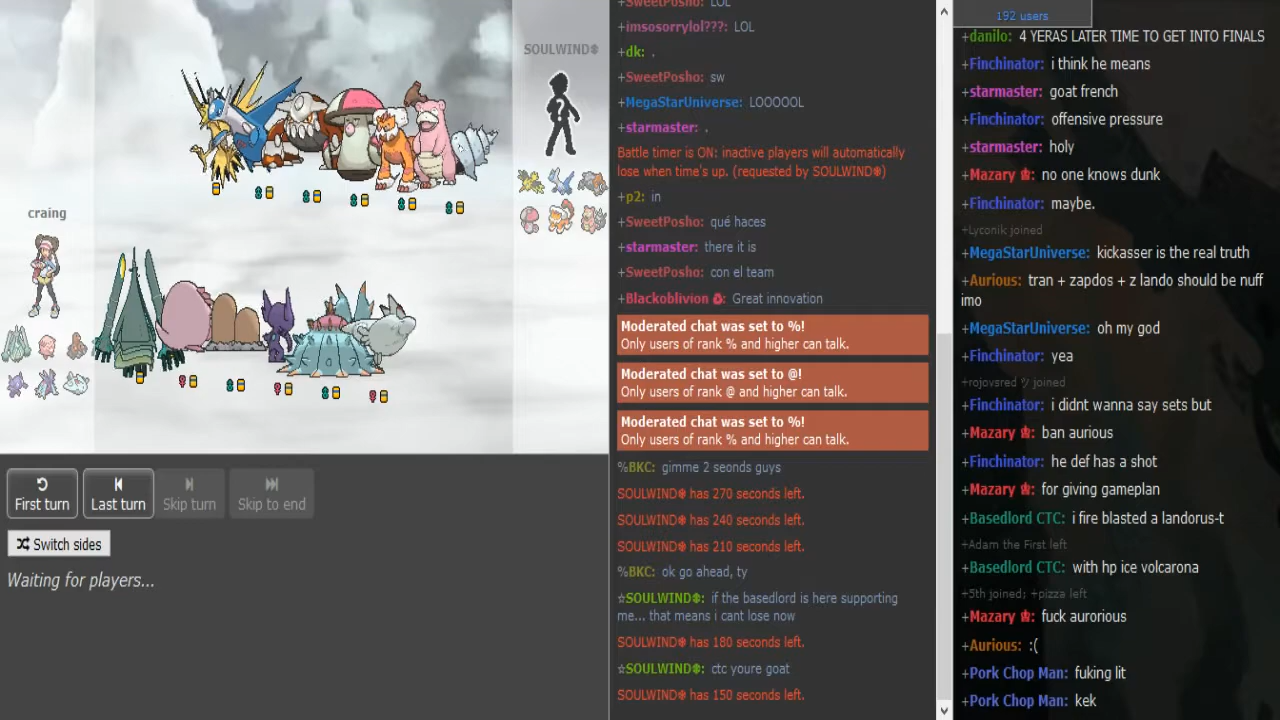 SOULWIND❄
craing
First turn
Last turn
Skip turn
Skip to end
Switch sides
Waiting for players...
+SweetPosho: LOL
+imsosorrylol???: LOL
+dk: .
+SweetPosho: sw
+MegaStarUniverse: LOOOOOL
+starmaster: .
Battle timer is ON: inactive players will automatically
lose when time's up. (requested by SOULWIND❄)
+p2: in
+SweetPosho: qué haces
+starmaster: there it is
+SweetPosho: con el team
+Blackoblivion: Great innovation
Moderated chat was set to %!
Only users of rank % and higher can talk.
Moderated chat was set to @!
Only users of rank @ and higher can talk.
Moderated chat was set to %!
Only users of rank % and higher can talk.
%BKC: gimme 2 seonds guys
SOULWIND❄ has 270 seconds left.
SOULWIND❄ has 240 seconds left.
SOULWIND❄ has 210 seconds left.
%BKC: ok go ahead, ty
☆SOULWIND❄: if the basedlord is here supporting
me... that means i cant lose now
SOULWIND❄ has 180 seconds left.
☆SOULWIND❄: ctc youre goat
SOULWIND❄ has 150 seconds left.
192 users
+danilo: 4 YERAS LATER TIME TO GET INTO FINALS
+Finchinator: i think he means
+starmaster: goat french
+Finchinator: offensive pressure
+starmaster: holy
+Mazary ♚: no one knows dunk
+Finchinator: maybe.
+Lyconik joined
+MegaStarUniverse: kickasser is the real truth
+Aurious: tran + zapdos + z lando should be nuff
imo
+MegaStarUniverse: oh my god
+Finchinator: yea
+rojovsred ツ joined
+Finchinator: i didnt wanna say sets but
+Mazary ♚: ban aurious
+Finchinator: he def has a shot
+Mazary ♚: for giving gameplan
+Basedlord CTC: i fire blasted a landorus-t
+Adam the First left
+Basedlord CTC: with hp ice volcarona
+5th joined; +pizza left
+Mazary ♚: fuck aurorious
+Aurious: :(
+Pork Chop Man: fuking lit
+Pork Chop Man: kek